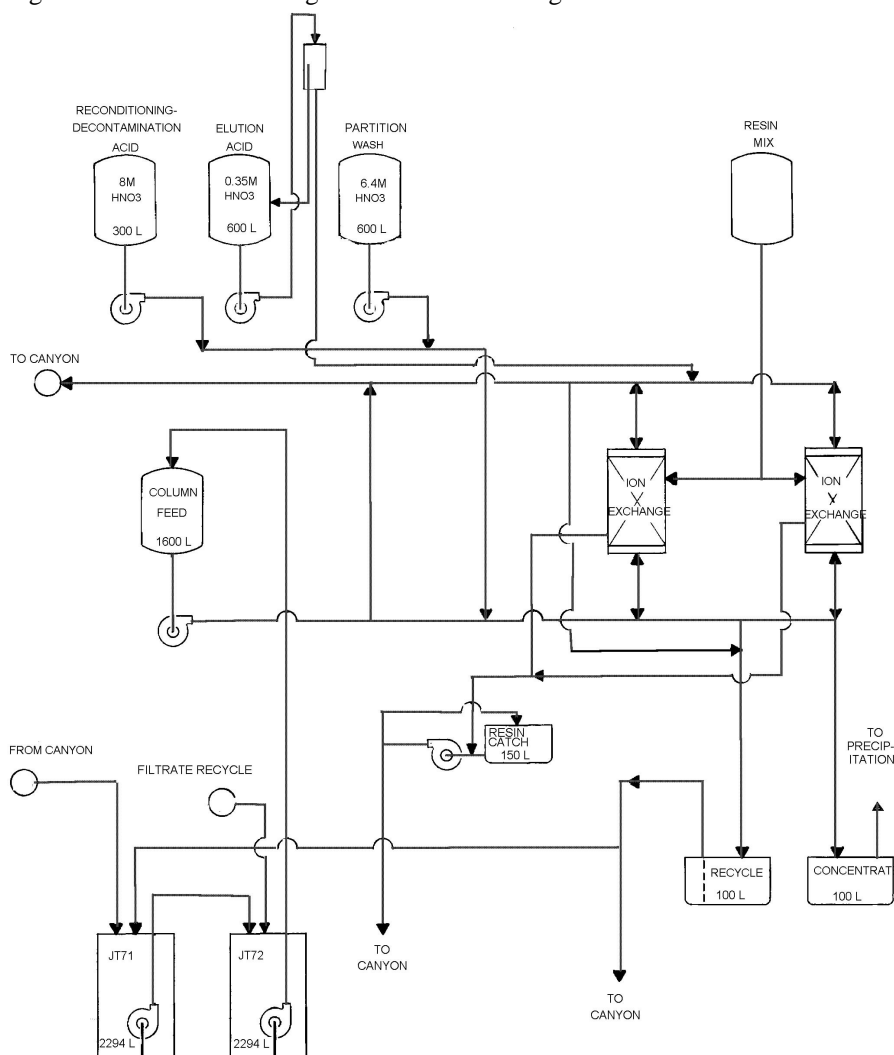 RECONDITIONING-
DECONTAMINATION
ACID
ELUTION
ACID
PARTITION
WASH
RESIN
MIX
8M
HNO3
300 L
0.35M
HNO3
600 L
6.4M
HNO3
600 L
TO CANYON
COLUMN
FEED
1600 L
ION
EXCHANGE
ION
EXCHANGE
RESIN
CATCH
150 L
TO
PRECIP-
ITATION
FROM CANYON
FILTRATE RECYCLE
RECYCLE
100 L
CONCENTRAT
100 L
JT71
2294 L
JT72
2294 L
TO
CANYON
TO
CANYON